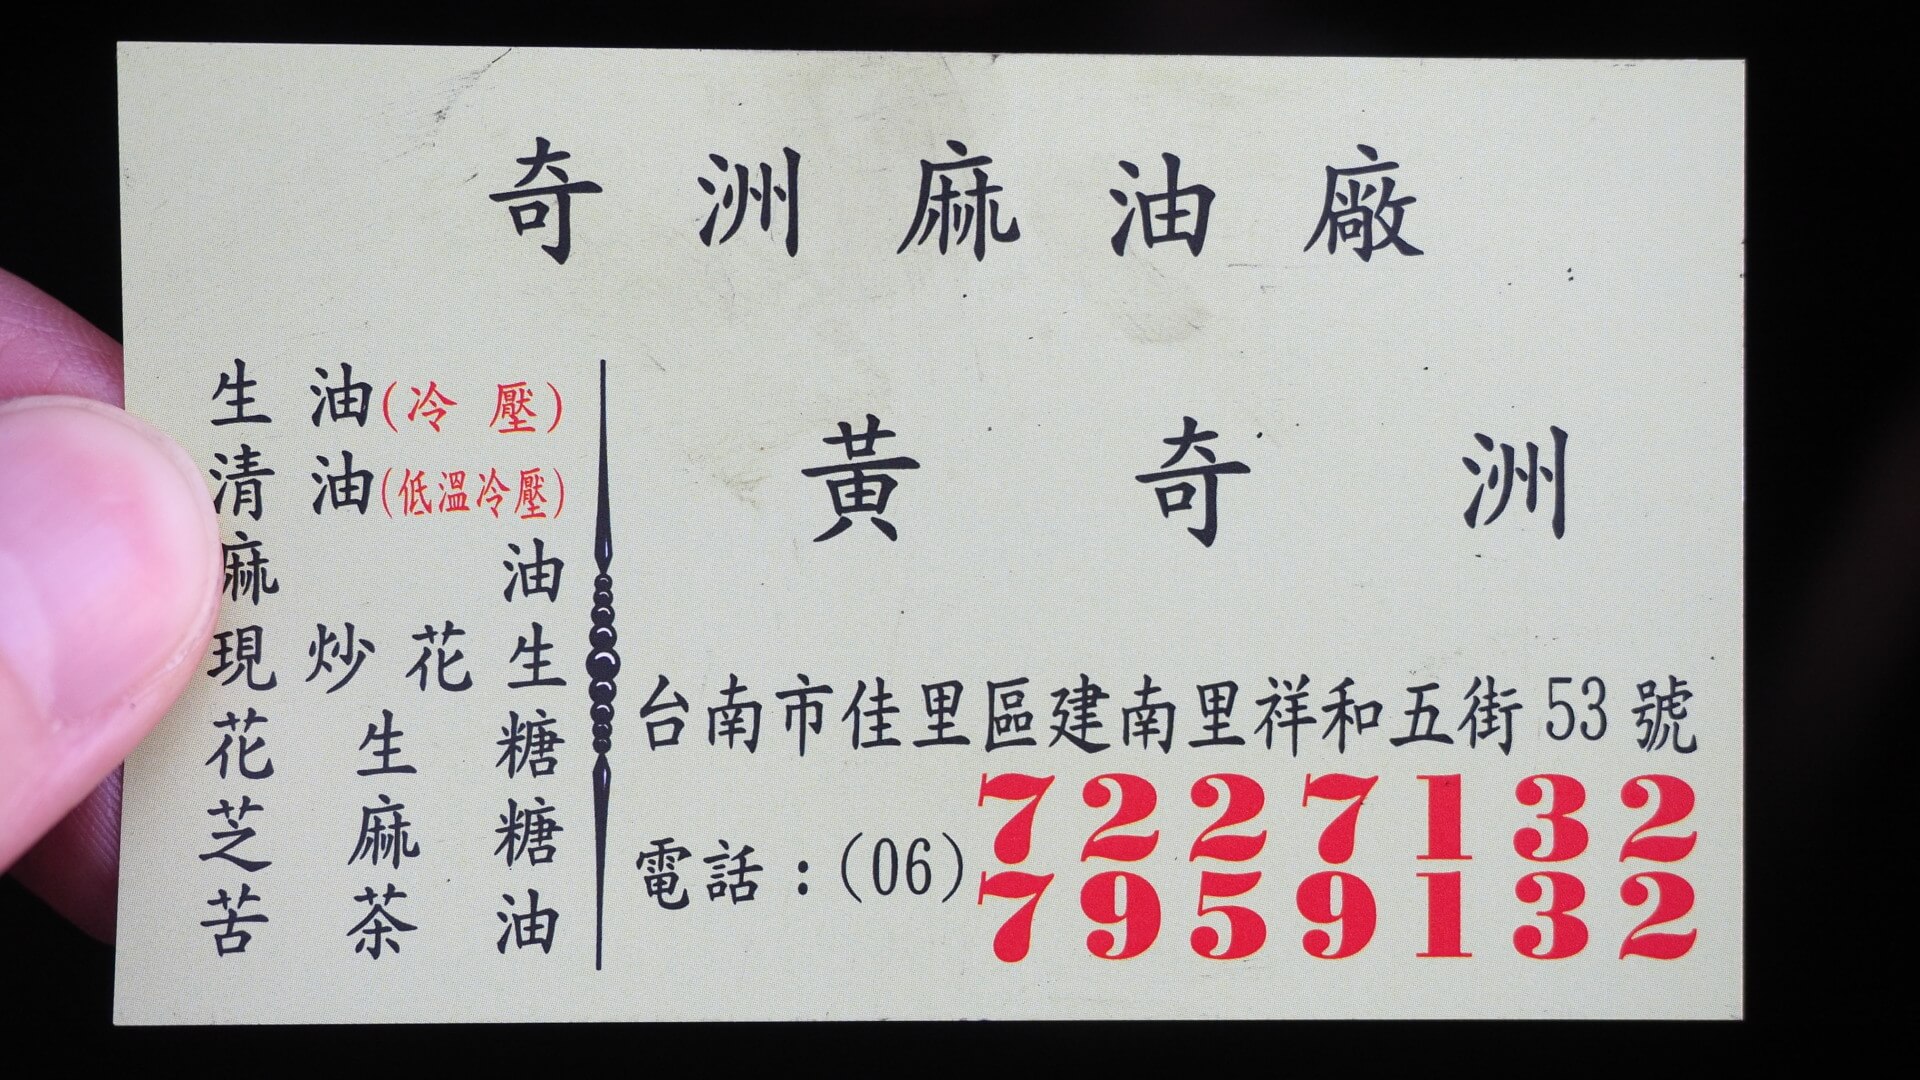 奇洲麻油廠
生油(冷壓)
清油(低溫冷壓)
麻油
現炒花生
花生糖
芝麻糖
苦茶油
黃奇洲
台南市佳里區建南里祥和五街53號
電話：(06)7227132
7959132